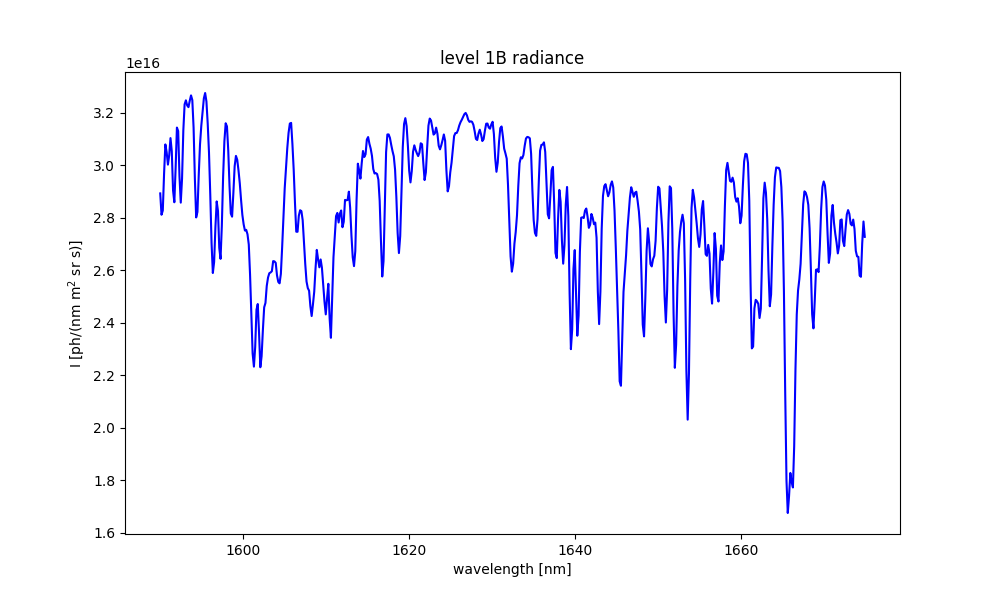 level 1B radiance
1e16
3.2
3.0
2.8
2.6
2.4
2.2
2.0
1.8
1.6
I [ph/(nm m² sr s)]
1600 1620 1640 1660
wavelength [nm]